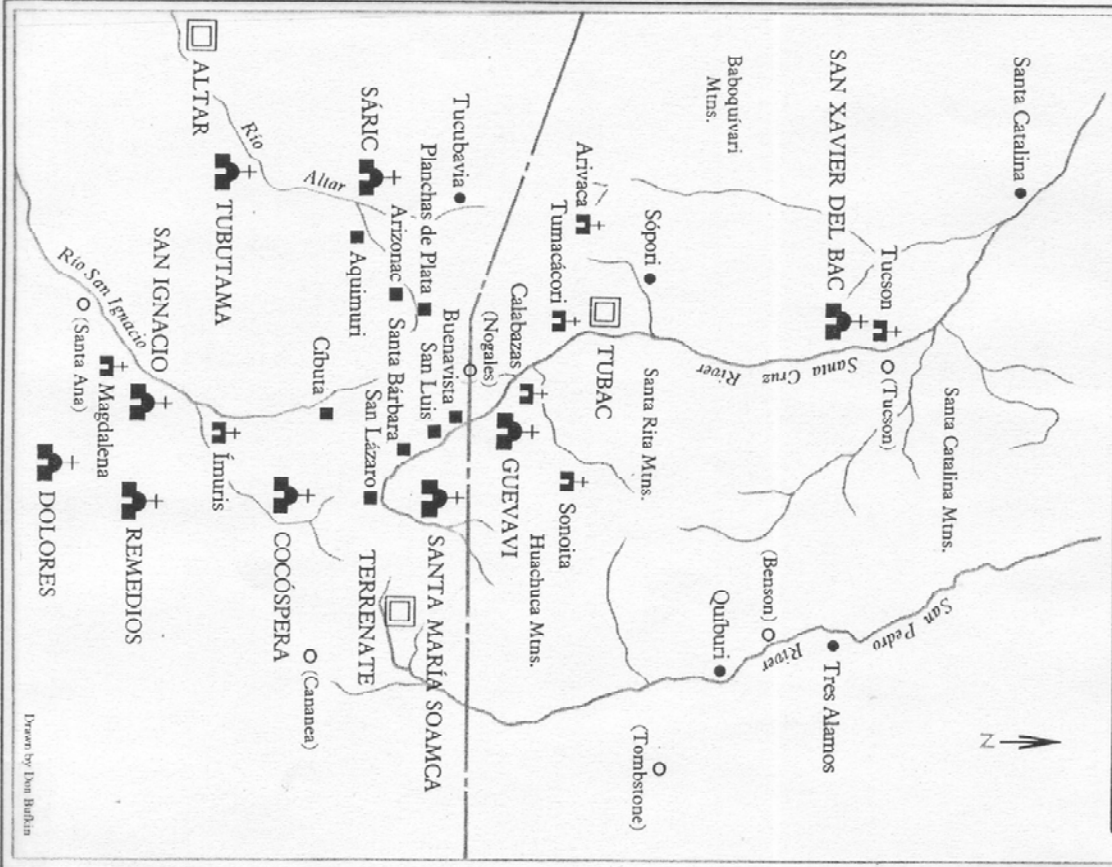 Santa Catalina
SAN XAVIER DEL BAC
Tucson
(Tucson)
Santa Catalina Mtns.
Baboquivari
Mtns.
Santa Cruz
River
San Pedro
River
Tres Alamos
(Benson)
Quíburi
(Tombstone)
N
Arivaca
Sópori
Tumacácori
TUBAC
Santa Rita Mtns.
Calabazas
GUEVAVI
Sonoita
Huachuca Mtns.
(Nogales)
Buenavista
San Luis
Santa Bárbara
San Lázaro
SANTA MARÍA SOAMCA
TERRENATE
Tucubavia
Planchas de Plata
Arizonac
SÁRIC
Aquimuri
Cíbuta
COCÓSPERA
(Cananea)
ALTAR
Río
Altar
TUBUTAMA
SAN IGNACIO
Río San Ignacio
(Santa Ana)
Magdalena
Ímuris
REMEDIOS
DOLORES
Drawn by Don Bufkin